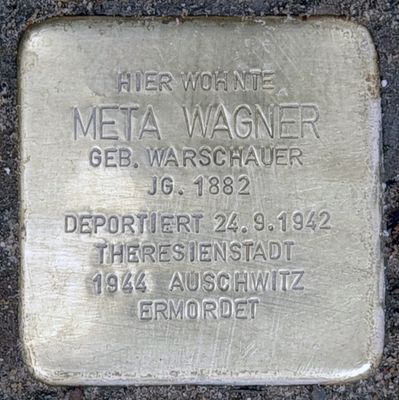 HIER WOHNTE
META WAGNER
GEB. WARSCHAUER
JG. 1882
DEPORTIERT 24.9.1942
THERESIENSTADT
1944 AUSCHWITZ
ERMORDET